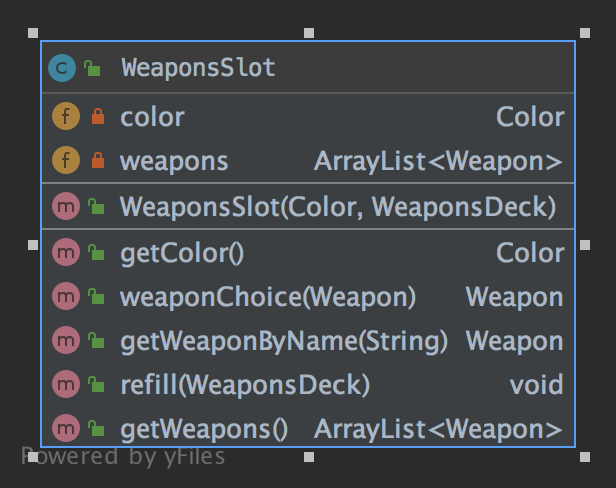 C WeaponsSlot
f color Color
f weapons ArrayList<Weapon>
m WeaponsSlot(Color, WeaponsDeck)
m getColor() Color
m weaponChoice(Weapon) Weapon
m getWeaponByName(String) Weapon
m refill(WeaponsDeck) void
m getWeapons() ArrayList<Weapon>
Powered by yFiles